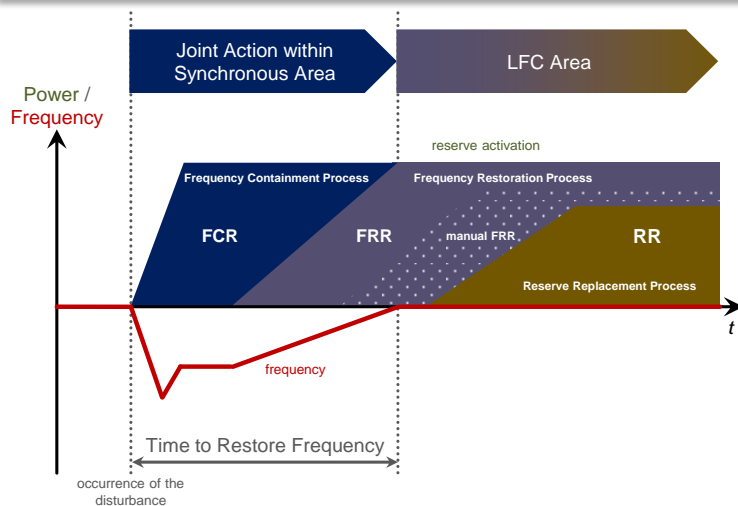 Joint Action within
Synchronous Area
LFC Area
Power /
Frequency
reserve activation
Frequency Containment Process
Frequency Restoration Process
FCR
FRR
manual FRR
RR
Reserve Replacement Process
t
frequency
Time to Restore Frequency
occurrence of the
disturbance